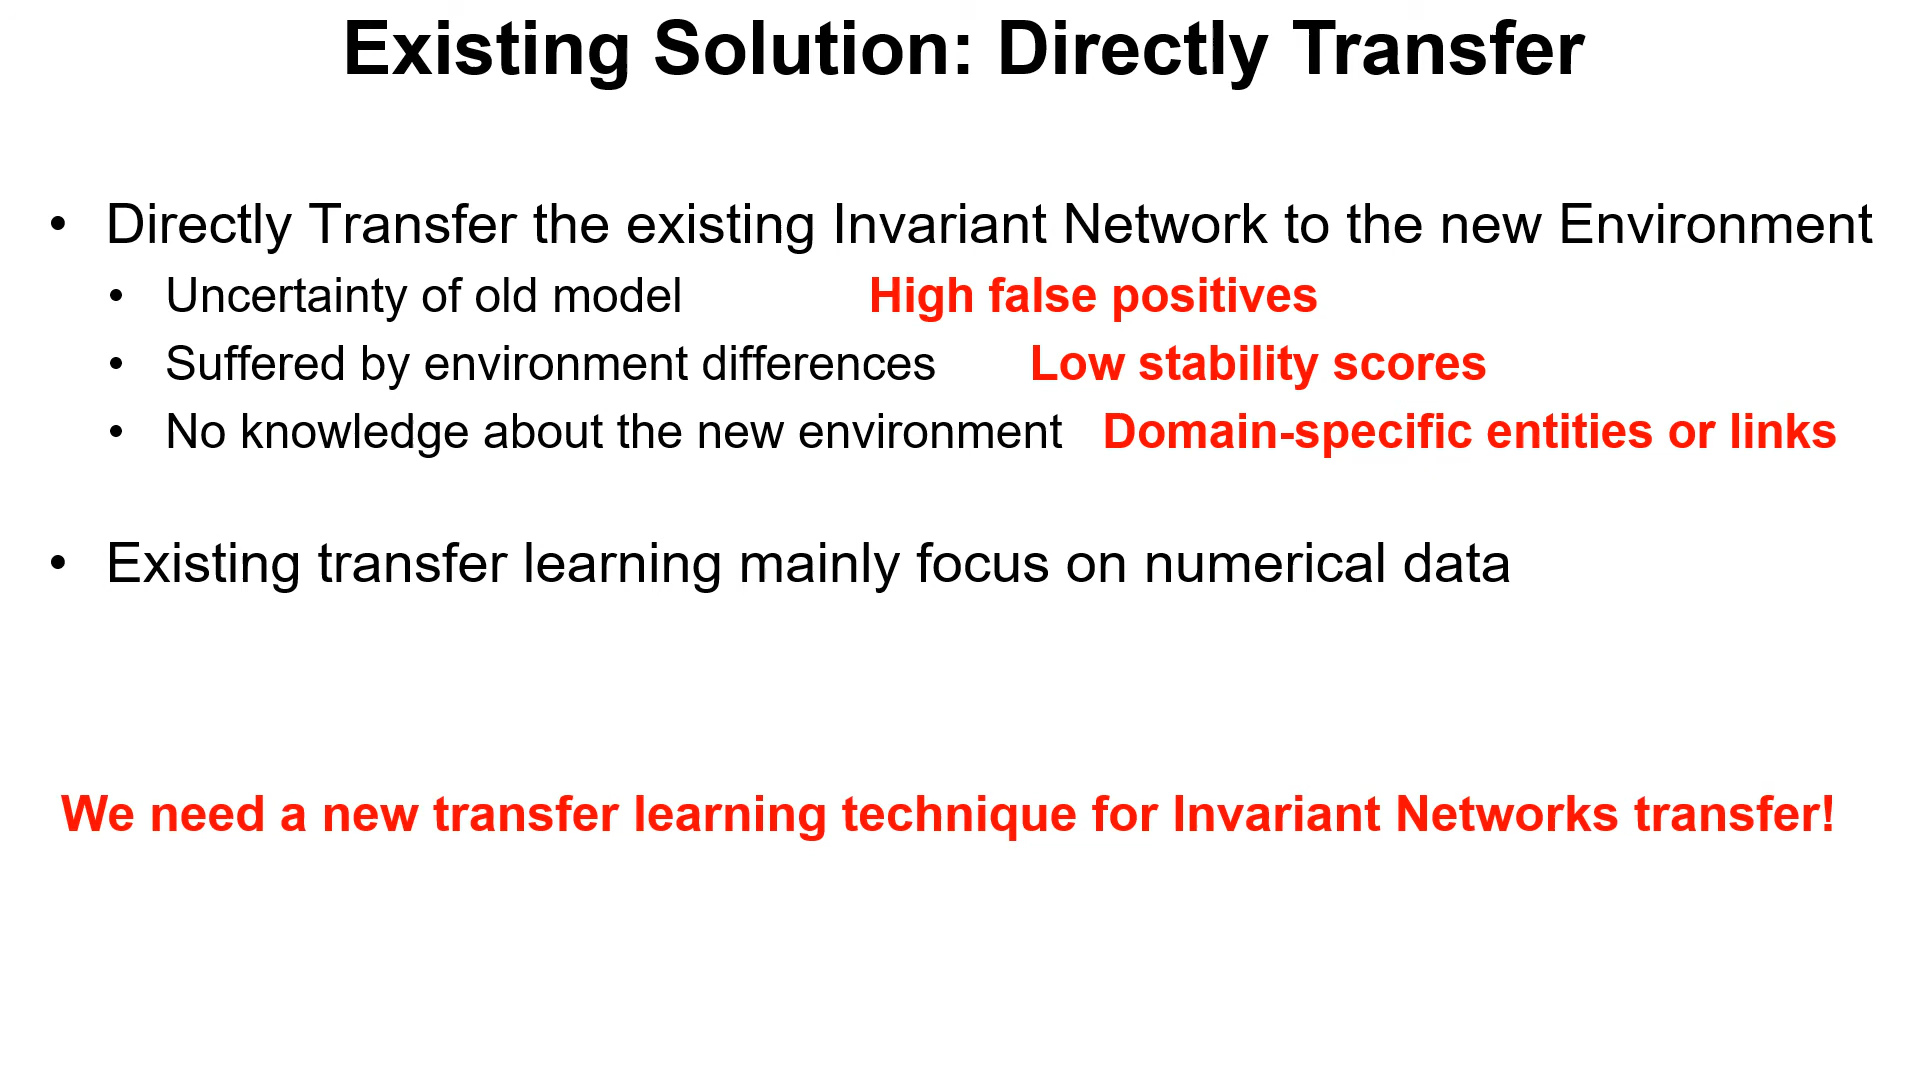 Existing Solution: Directly Transfer
• Directly Transfer the existing Invariant Network to the new Environment
• Uncertainty of old model High false positives
• Suffered by environment differences Low stability scores
• No knowledge about the new environment Domain-specific entities or links
• Existing transfer learning mainly focus on numerical data
We need a new transfer learning technique for Invariant Networks transfer!